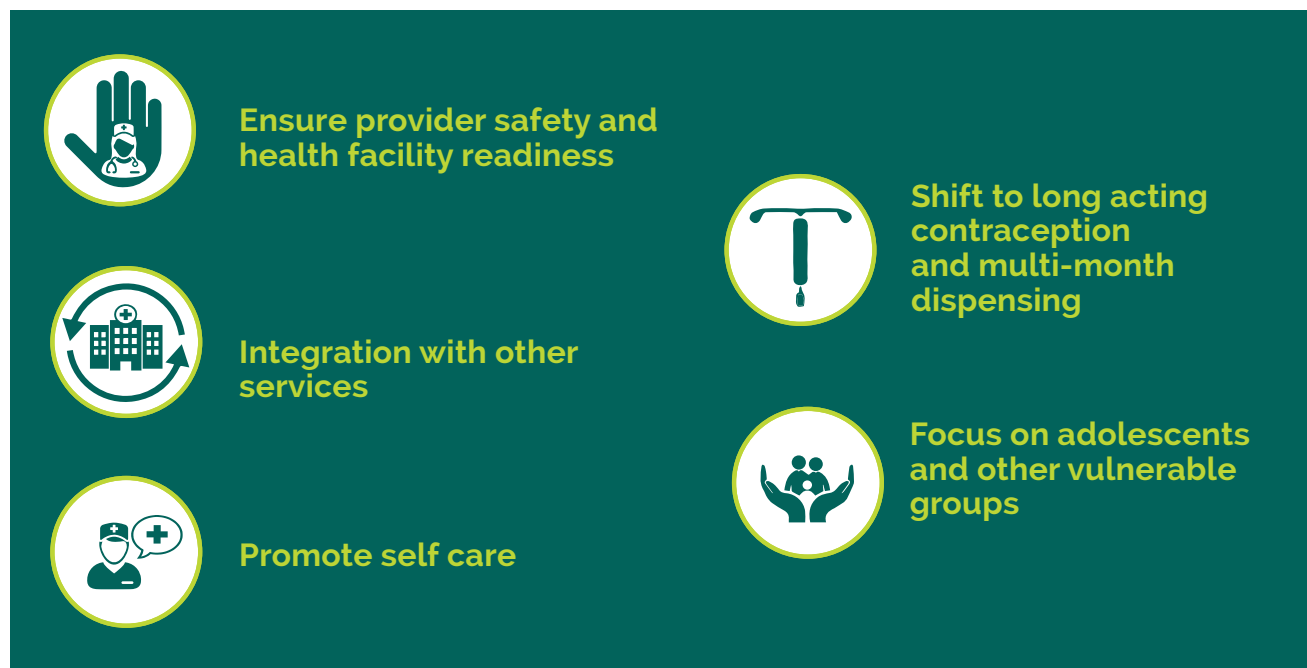 Ensure provider safety and
health facility readiness
Integration with other
services
Promote self care
Shift to long acting
contraception
and multi-month
dispensing
Focus on adolescents
and other vulnerable
groups